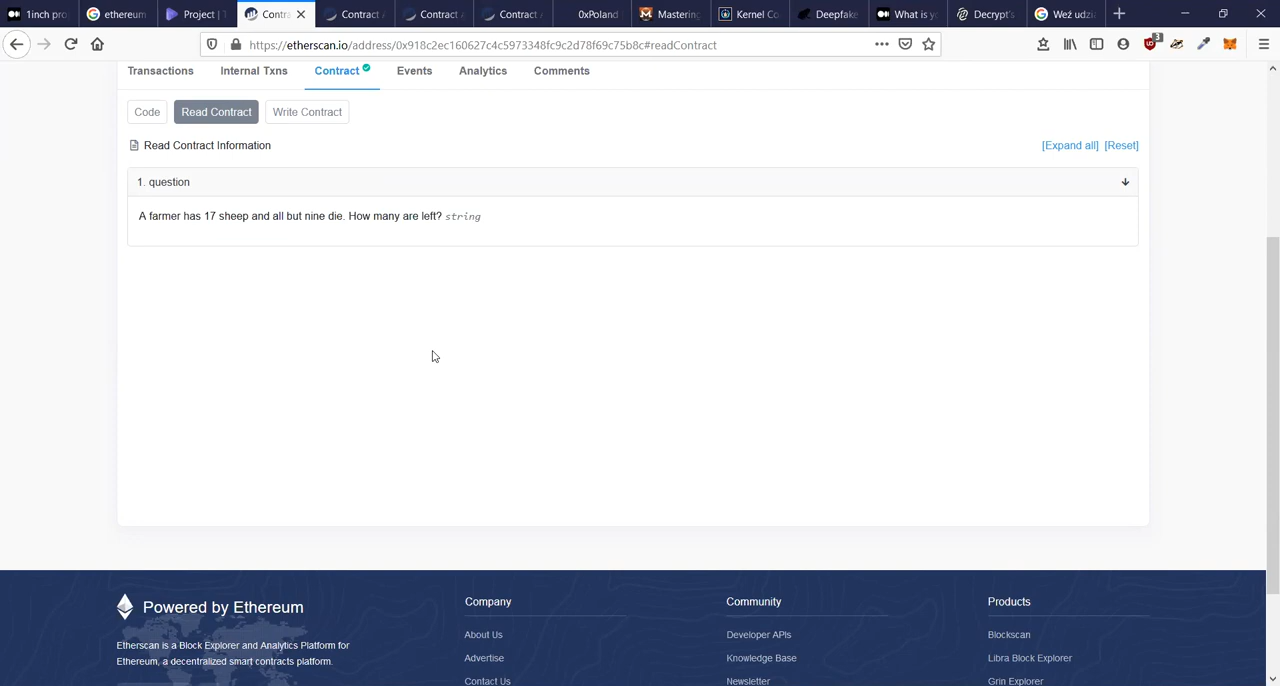 1inch pro
ethereum
Project | 1
Contra
Contract
Contract
Contract
0xPoland
Mastering
Kernel Co
Deepfake
What is y
Decrypt's
Weź udzi
https://etherscan.io/address/0x918c2ec160627c4c5973348fc9c2d78f69c75b8c#readContract
3
Transactions
Internal Txns
Contract
Events
Analytics
Comments
Code
Read Contract
Write Contract
Read Contract Information
[Expand all] [Reset]
1. question
A farmer has 17 sheep and all but nine die. How many are left? string
Powered by Ethereum
Etherscan is a Block Explorer and Analytics Platform for
Ethereum, a decentralized smart contracts platform.
Company
About Us
Advertise
Contact Us
Community
Developer APIs
Knowledge Base
Newsletter
Products
Blockscan
Libra Block Explorer
Grin Explorer